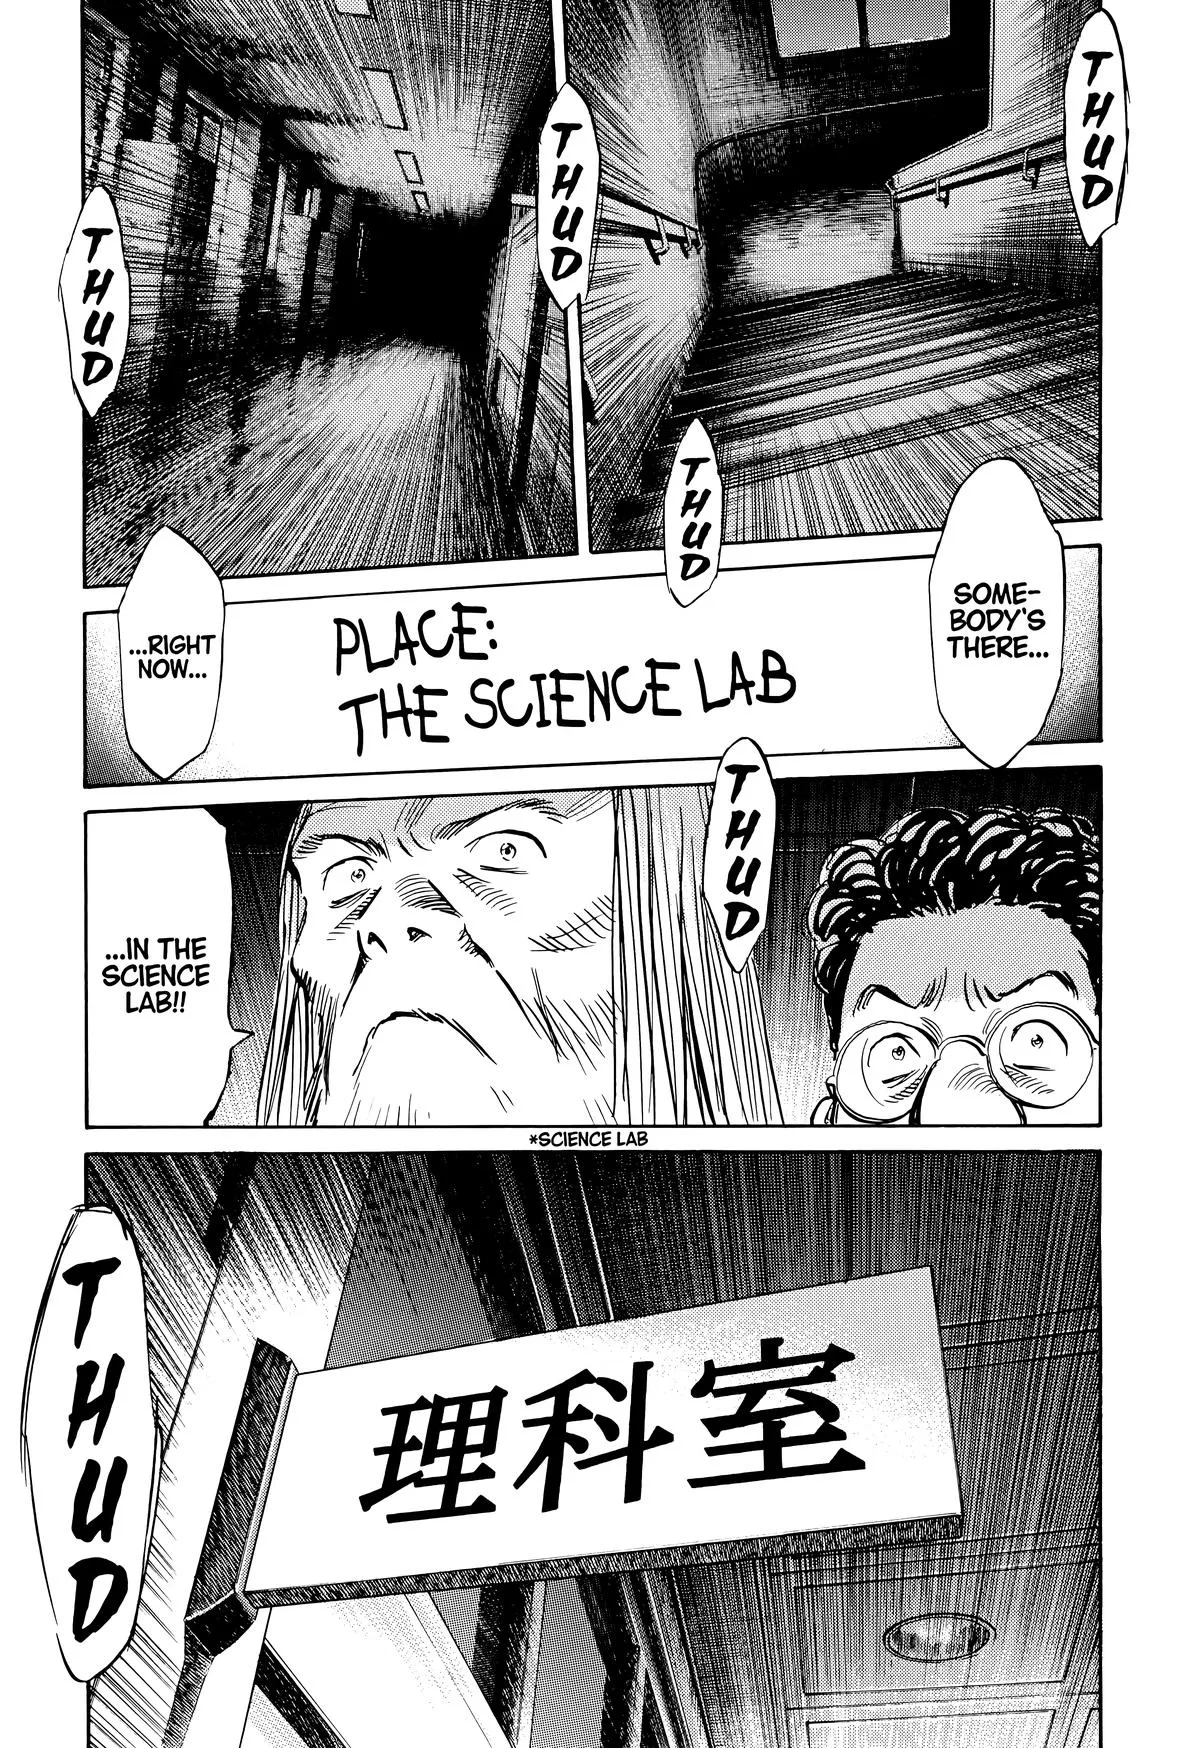 THUD
THUD
THUD
THUD
SOME-
BODY'S
THERE...
PLACE:
THE SCIENCE LAB
...RIGHT
NOW...
THUD
...IN THE
SCIENCE
LAB!!
*SCIENCE LAB
理科室
THUD